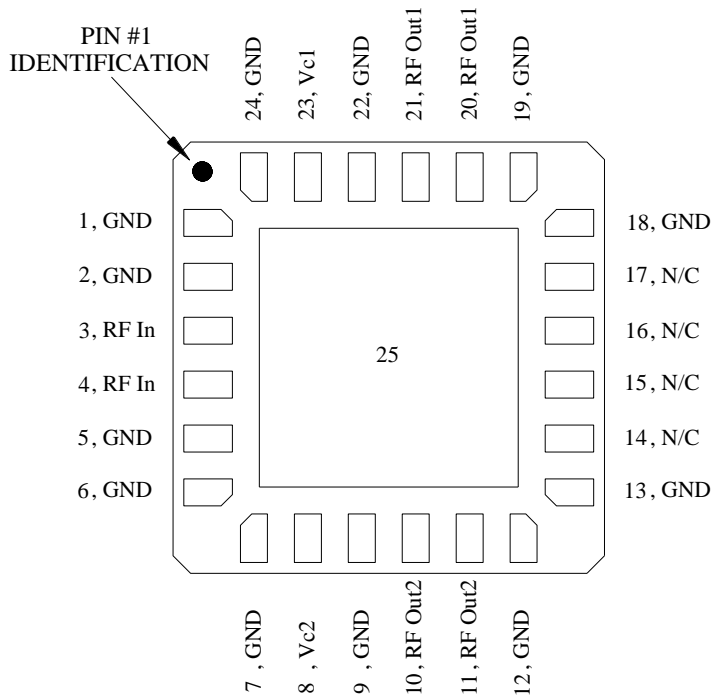 PIN #1
IDENTIFICATION
24, GND
23, Vc1
22, GND
21, RF Out1
20, RF Out1
19, GND
1, GND
2, GND
3, RF In
4, RF In
5, GND
6, GND
25
18, GND
17, N/C
16, N/C
15, N/C
14, N/C
13, GND
7 , GND
8 , Vc2
9 , GND
10, RF Out2
11, RF Out2
12, GND